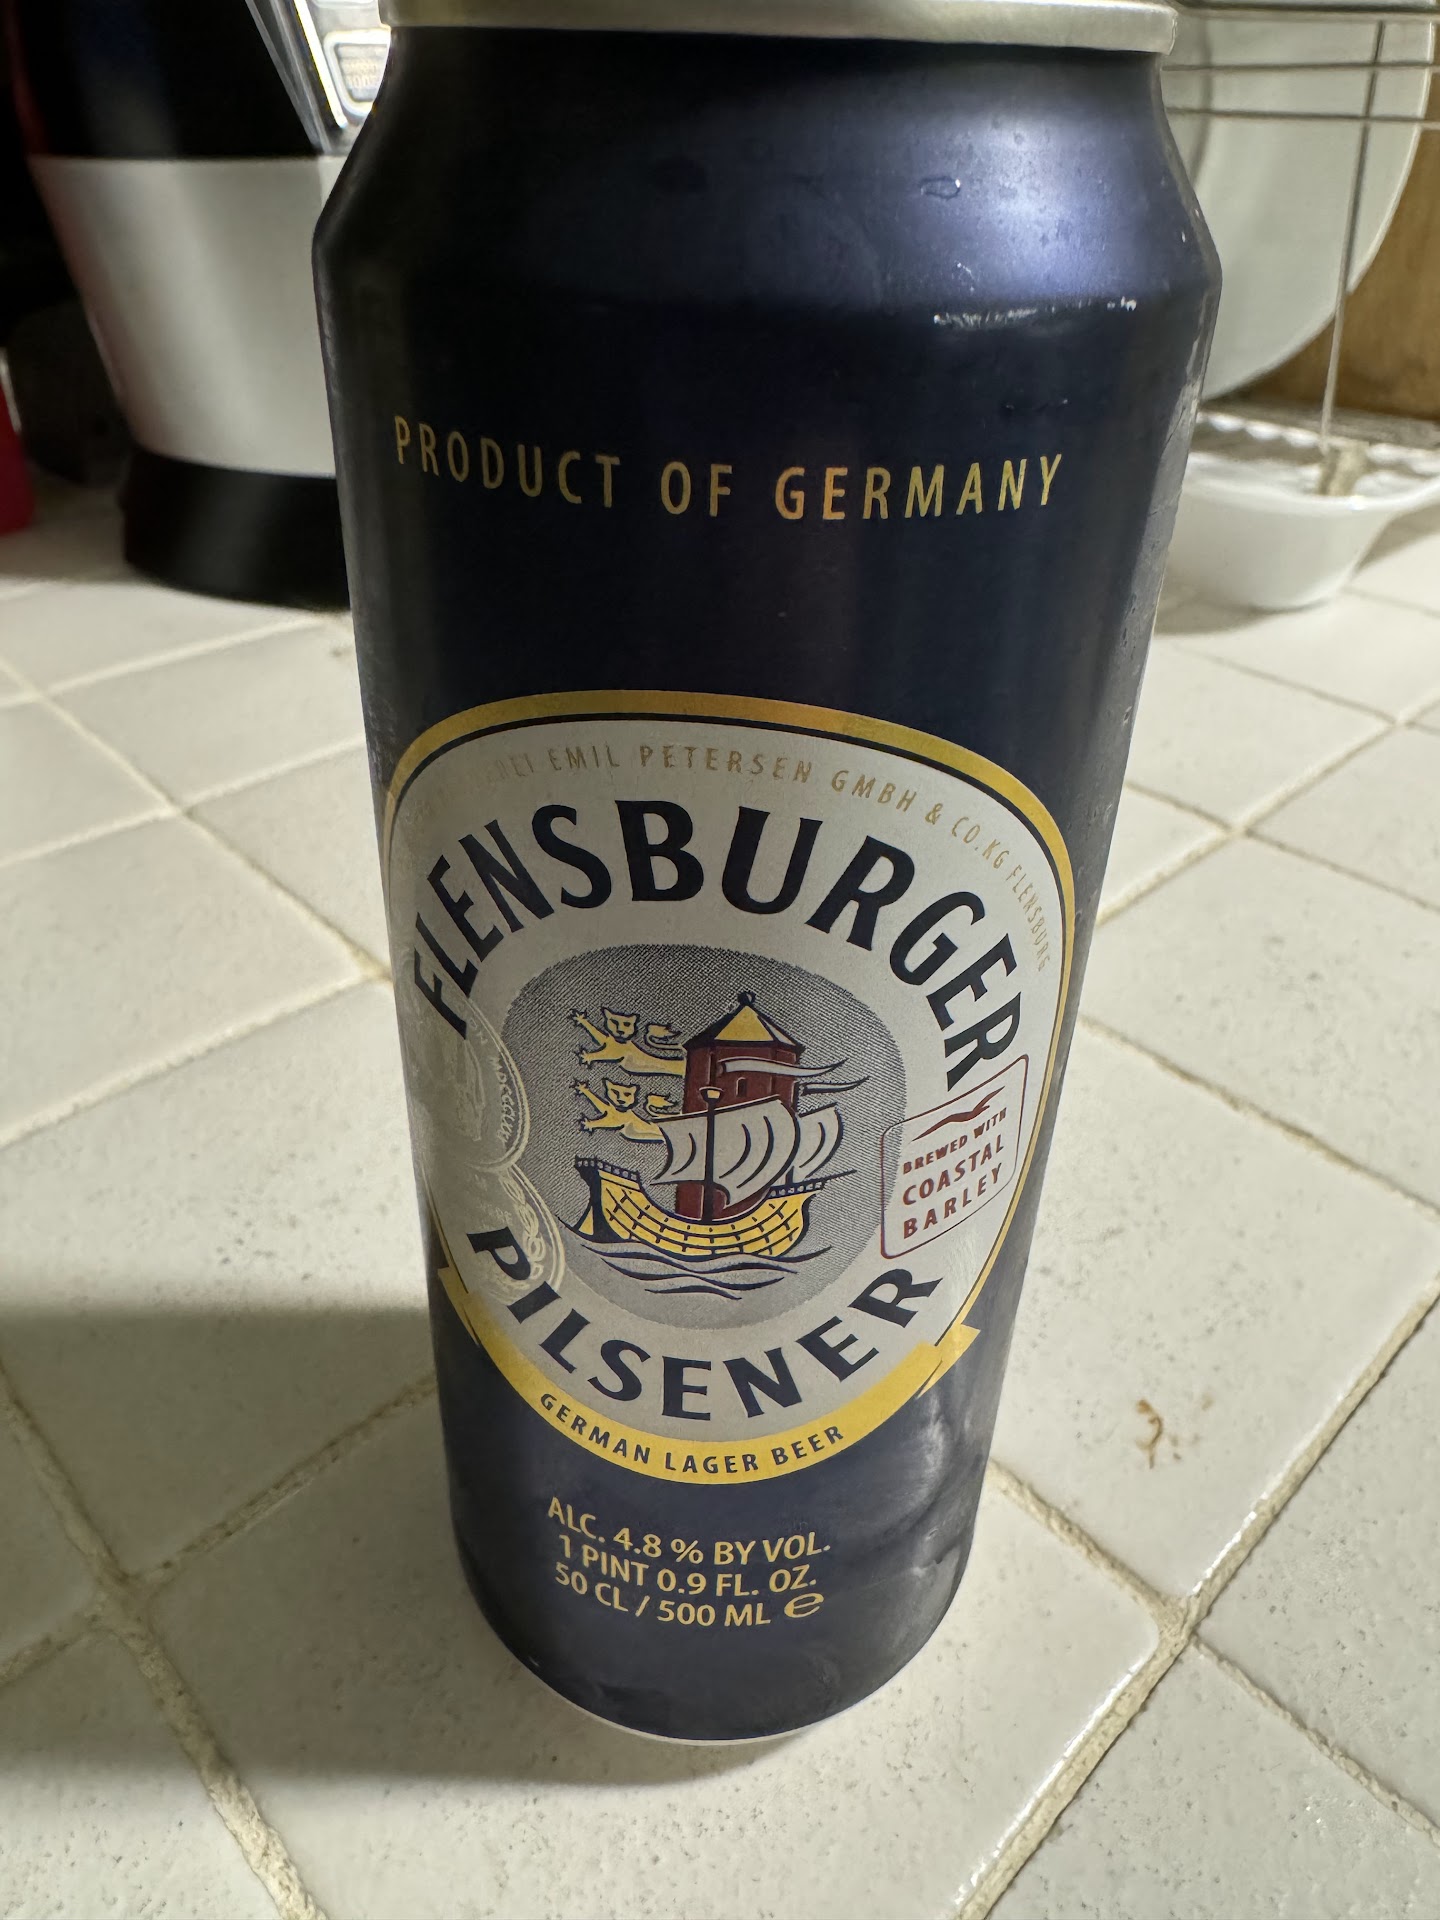 PRODUCT OF GERMANY
EMIL PETERSEN GMBH & CO.KG FLENSBURG
FLENSBURGER
BREWED WITH
COASTAL
BARLEY
PILSENER
GERMAN LAGER BEER
ALC. 4.8 % BY VOL.
1 PINT 0.9 FL. OZ.
50 CL / 500 ML e